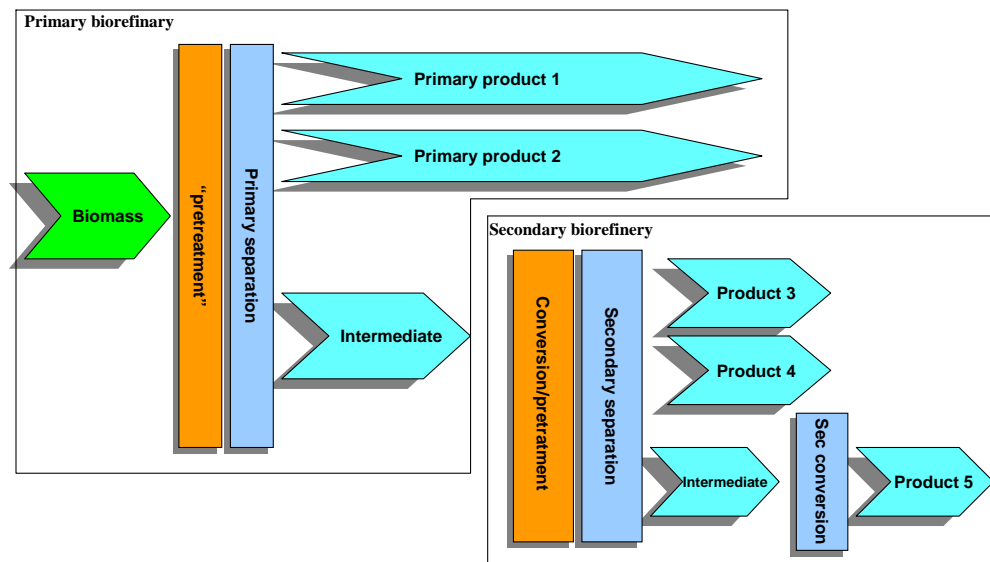 Primary biorefinary
Primary product 1
Primary product 2
Biomass
“pretreatment”
Primary separation
Intermediate
Secondary biorefinery
Conversion/pretratment
Secondary separation
Product 3
Product 4
Intermediate
Sec conversion
Product 5